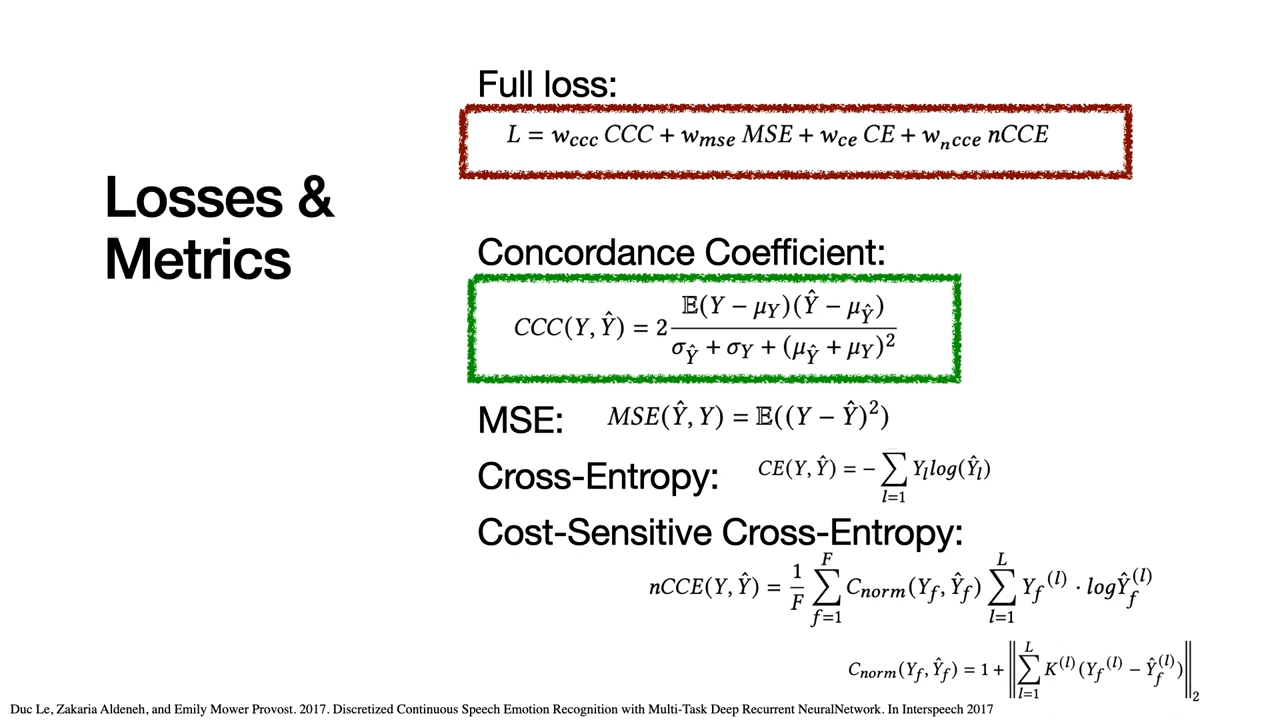 Losses &
Metrics
Full loss:
L = w_ccc CCC + w_mse MSE + w_ce CE + w_ncce nCCE
Concordance Coefficient:
CCC(Y, Ŷ) = 2 𝔼(Y − μ_Y)(Ŷ − μ_Ŷ) / σ_Ŷ + σ_Y + (μ_Ŷ + μ_Y)²
MSE: MSE(Ŷ, Y) = 𝔼((Y − Ŷ)²)
Cross-Entropy: CE(Y, Ŷ) = − ∑_{l=1} Y_l log(Ŷ_l)
Cost-Sensitive Cross-Entropy:
nCCE(Y, Ŷ) = 1/F ∑_{f=1}^{F} C_norm(Y_f, Ŷ_f) ∑_{l=1}^{L} Y_f^(l) · logŶ_f^(l)
C_norm(Y_f, Ŷ_f) = 1 + ‖∑_{l=1}^{L} K^(l) (Y_f^(l) − Ŷ_f^(l))‖_2
Duc Le, Zakaria Aldeneh, and Emily Mower Provost. 2017. Discretized Continuous Speech Emotion Recognition with Multi-Task Deep Recurrent NeuralNetwork. In Interspeech 2017